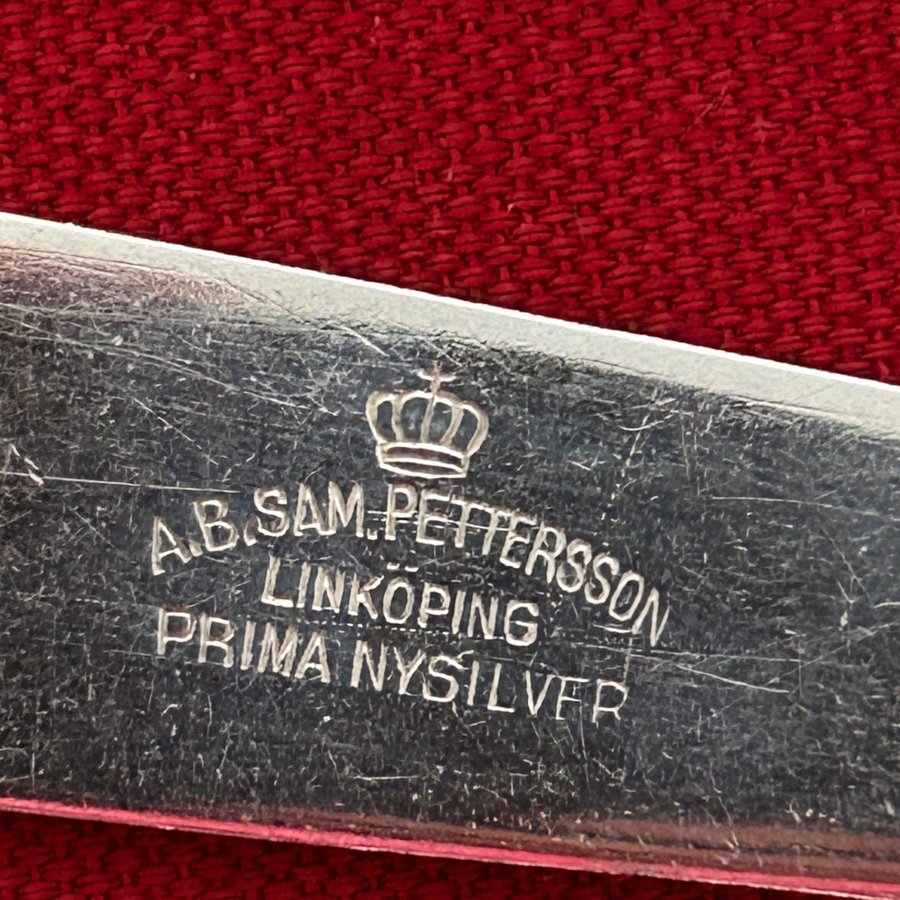 A.B. SAM. PETTERSSON
LINKÖPING
PRIMA NYSILVER